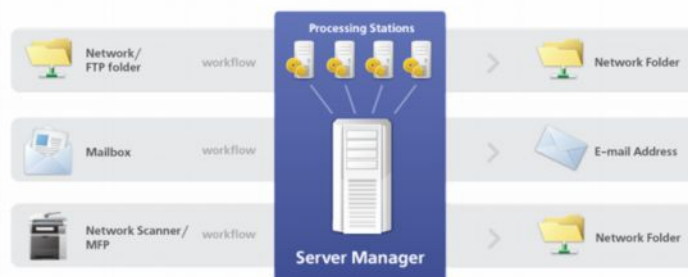 Processing Stations
Network/
FTP folder
workflow
Network Folder
Mailbox
workflow
E-mail Address
Network Scanner/
MFP
workflow
Network Folder
Server Manager